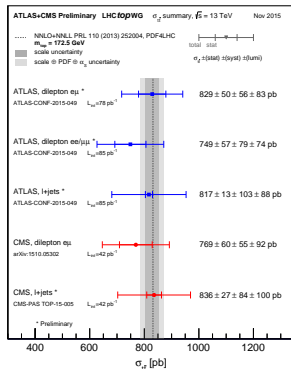 ATLAS+CMS Preliminary LHCtopWG σtt̄ summary, √s = 13 TeV Nov 2015
NNLO+NNLL PRL 110 (2013) 252004, PDF4LHC
mtop = 172.5 GeV
scale uncertainty
scale ⊕ PDF ⊕ αS uncertainty
total stat
σtt̄ ± (stat) ± (syst) ± (lumi)
ATLAS, dilepton eμ * 829 ± 50 ± 56 ± 83 pb
ATLAS-CONF-2015-049 Lint=78 pb⁻¹
ATLAS, dilepton ee/μμ * 749 ± 57 ± 79 ± 74 pb
ATLAS-CONF-2015-049 Lint=85 pb⁻¹
ATLAS, l+jets * 817 ± 13 ± 103 ± 88 pb
ATLAS-CONF-2015-049 Lint=85 pb⁻¹
CMS, dilepton eμ 769 ± 60 ± 55 ± 92 pb
arXiv:1510.05302 Lint=42 pb⁻¹
CMS, l+jets * 836 ± 27 ± 84 ± 100 pb
CMS-PAS TOP-15-005 Lint=42 pb⁻¹
* Preliminary
400 600 800 1000 1200
σtt̄ [pb]